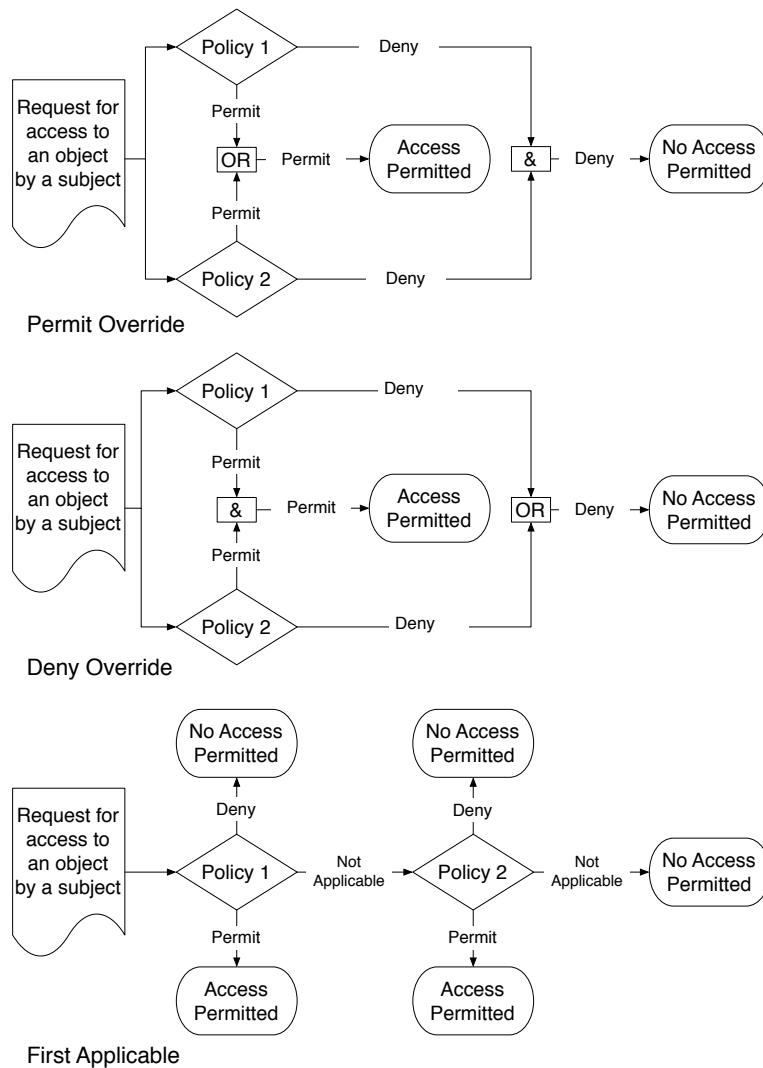 Policy 1
Deny
Request for
access to
an object
by a subject
Permit
OR
Permit
Access
Permitted
&
Deny
No Access
Permitted
Permit
Policy 2
Deny
Permit Override
Policy 1
Deny
Request for
access to
an object
by a subject
Permit
&
Permit
Access
Permitted
OR
Deny
No Access
Permitted
Permit
Policy 2
Deny
Deny Override
No Access
Permitted
No Access
Permitted
Request for
access to
an object
by a subject
Deny
Deny
Policy 1
Not
Applicable
Policy 2
Not
Applicable
No Access
Permitted
Permit
Permit
Access
Permitted
Access
Permitted
First Applicable